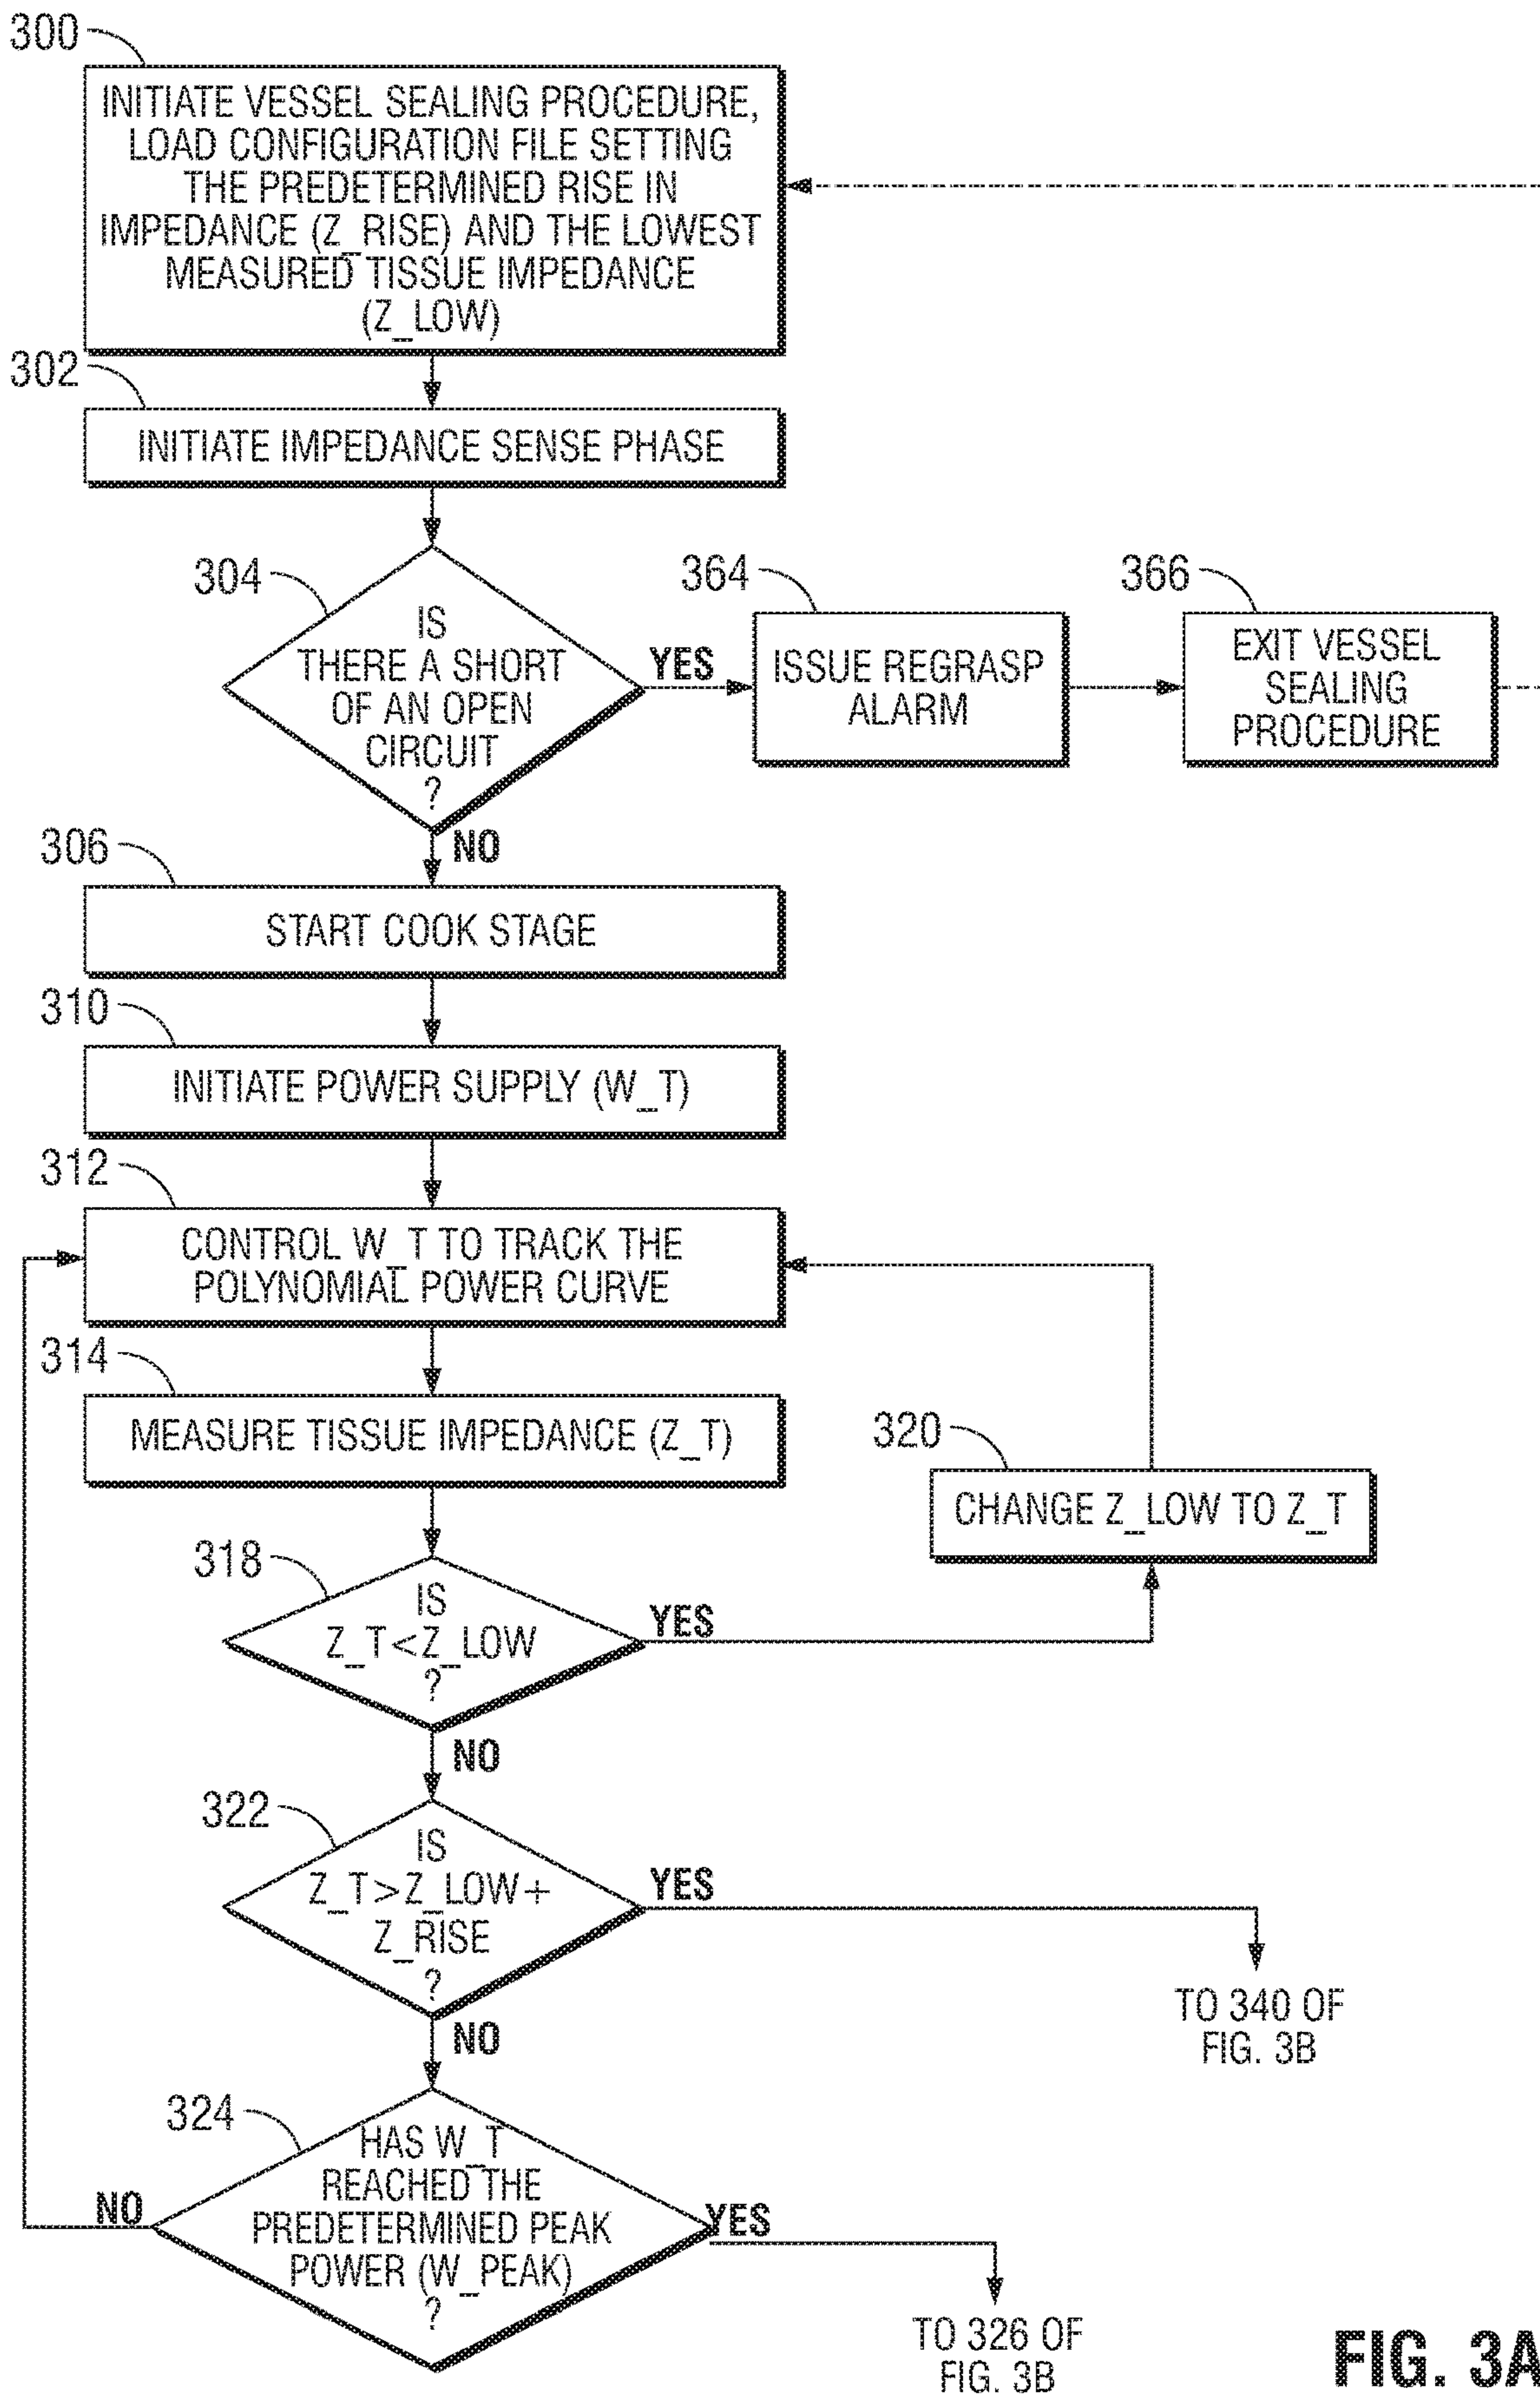 300
INITIATE VESSEL SEALING PROCEDURE,
LOAD CONFIGURATION FILE SETTING
THE PREDETERMINED RISE IN
IMPEDANCE (Z_RISE) AND THE LOWEST
MEASURED TISSUE IMPEDANCE
(Z_LOW)
302
INITIATE IMPEDANCE SENSE PHASE
304
IS
THERE A SHORT
OF AN OPEN
CIRCUIT
?
YES
364
ISSUE REGRASP
ALARM
366
EXIT VESSEL
SEALING
PROCEDURE
NO
306
START COOK STAGE
310
INITIATE POWER SUPPLY (W_T)
312
CONTROL W_T TO TRACK THE
POLYNOMIAL POWER CURVE
314
MEASURE TISSUE IMPEDANCE (Z_T)
320
CHANGE Z_LOW TO Z_T
318
IS
Z_T<Z_LOW
?
YES
NO
322
IS
Z_T>Z_LOW+
Z_RISE
?
YES
TO 340 OF
FIG. 3B
NO
324
HAS W_T
REACHED THE
PREDETERMINED PEAK
POWER (W_PEAK)
?
NO
YES
TO 326 OF
FIG. 3B
FIG. 3A